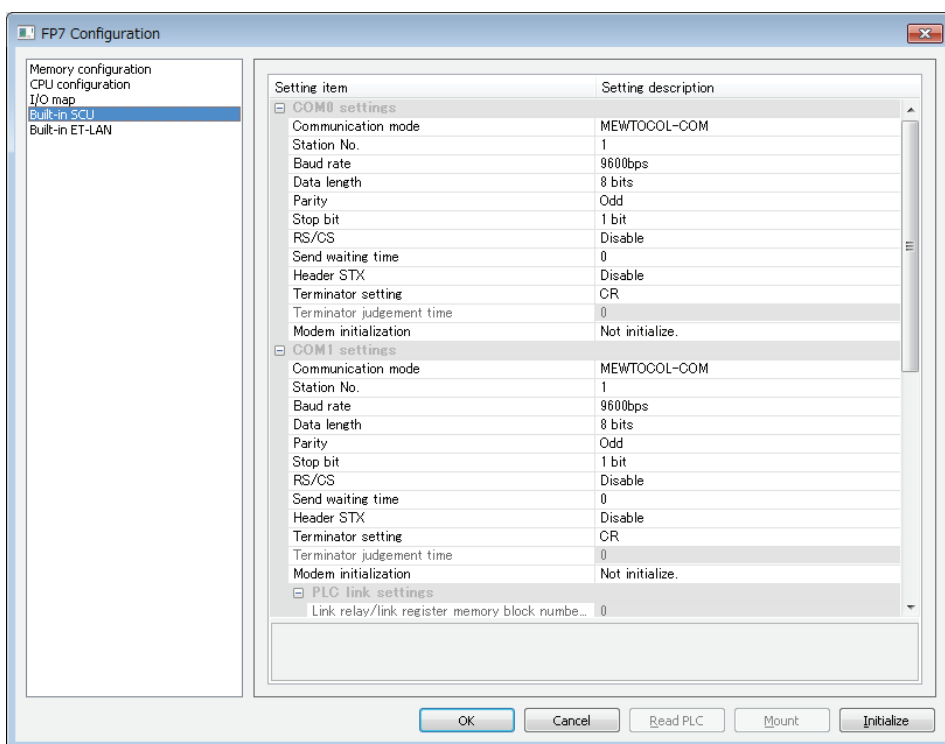 FP7 Configuration
Memory configuration
CPU configuration
I/O map
Built-in SCU
Built-in ET-LAN
Setting item Setting description
COM0 settings
Communication mode MEWTOCOL-COM
Station No. 1
Baud rate 9600bps
Data length 8 bits
Parity Odd
Stop bit 1 bit
RS/CS Disable
Send waiting time 0
Header STX Disable
Terminator setting CR
Terminator judgement time 0
Modem initialization Not initialize.
COM1 settings
Communication mode MEWTOCOL-COM
Station No. 1
Baud rate 9600bps
Data length 8 bits
Parity Odd
Stop bit 1 bit
RS/CS Disable
Send waiting time 0
Header STX Disable
Terminator setting CR
Terminator judgement time 0
Modem initialization Not initialize.
PLC link settings
Link relay/link register memory block numbe... 0
OK Cancel Read PLC Mount Initialize